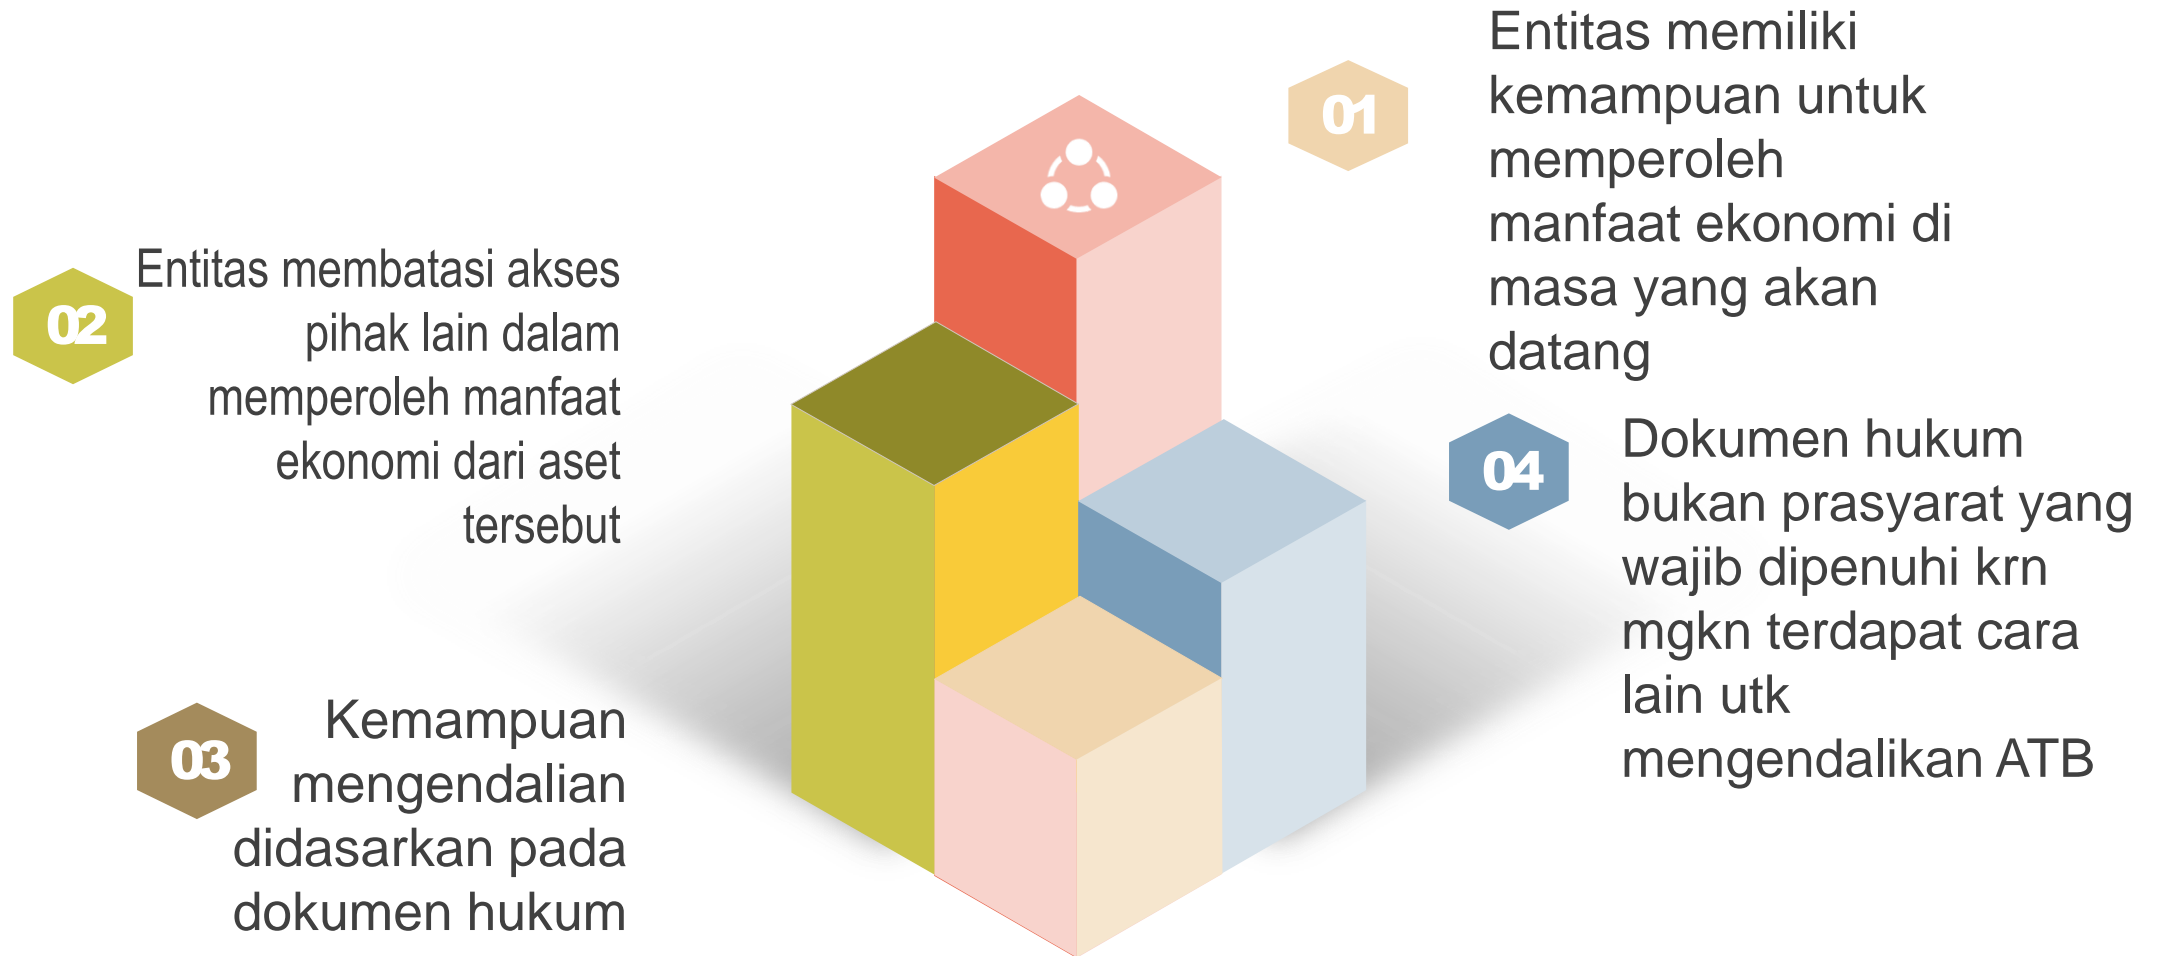 01
Entitas memiliki
kemampuan untuk
memperoleh
manfaat ekonomi di
masa yang akan
datang
02
Entitas membatasi akses
pihak lain dalam
memperoleh manfaat
ekonomi dari aset
tersebut
03
Kemampuan
mengendalian
didasarkan pada
dokumen hukum
04
Dokumen hukum
bukan prasyarat yang
wajib dipenuhi krn
mgkn terdapat cara
lain utk
mengendalikan ATB